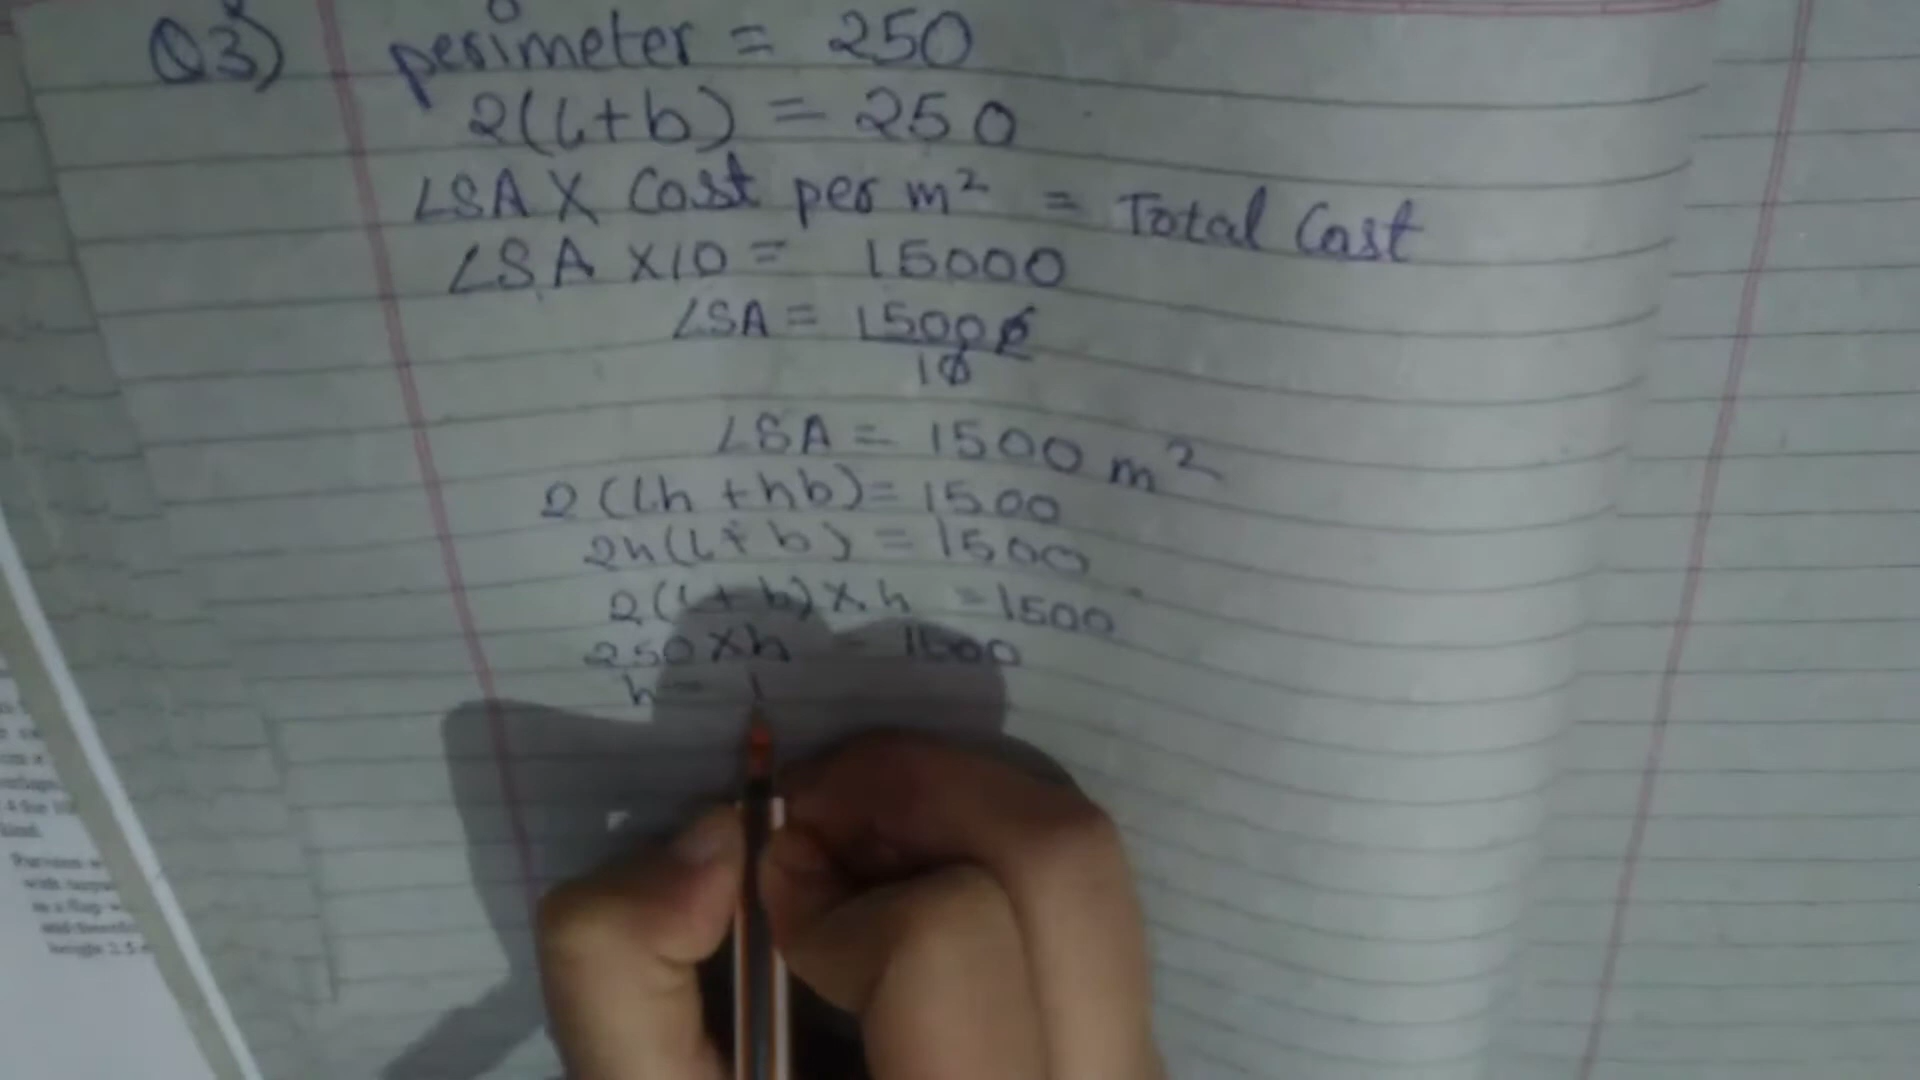 Q3) perimeter = 250
2(l+b) = 250
LSA X Cost per m² = Total Cost
LSA X10 = 15000
LSA = 15000
10
LSA = 1500 m²
2(lh +hb)= 1500
2h(l+b) = 1500
2(l+b)×h =1500
250×h = 1500
h = 1